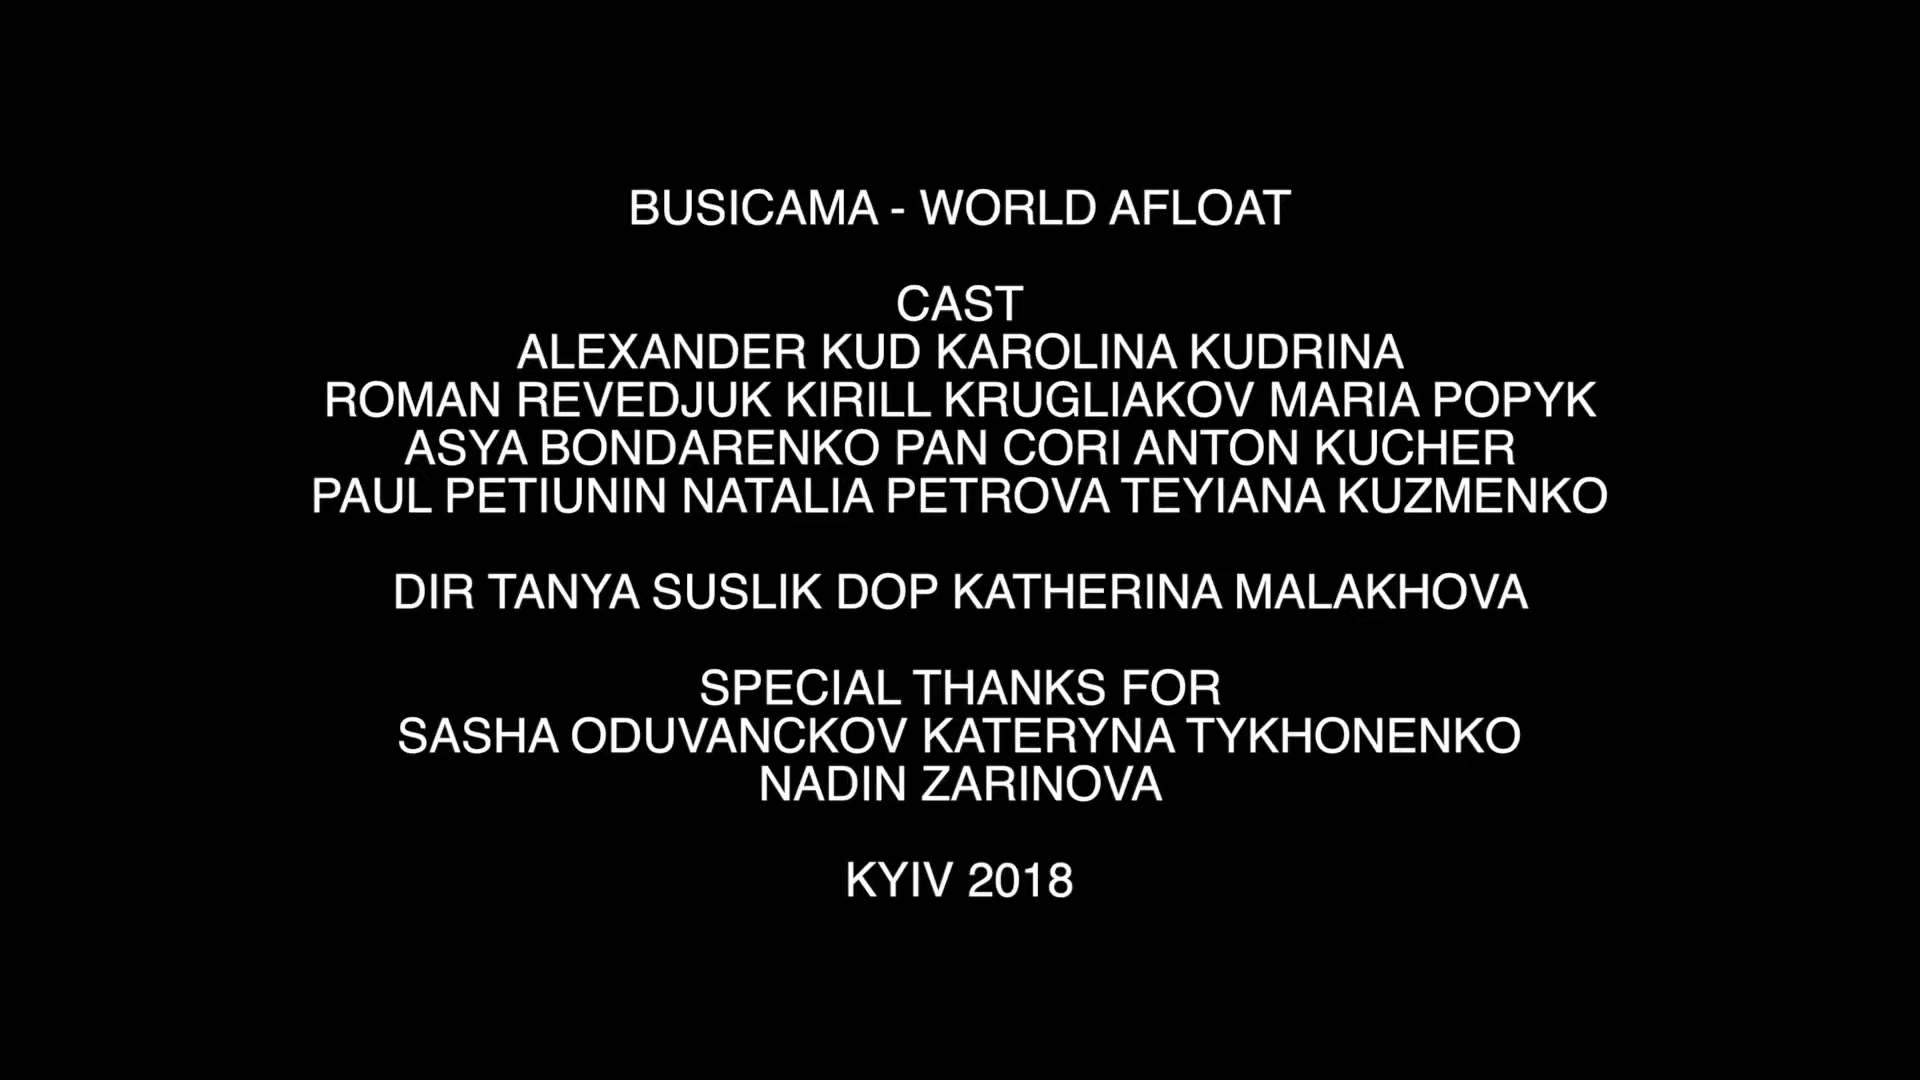 BUSICAMA - WORLD AFLOAT
CAST
ALEXANDER KUD KAROLINA KUDRINA
ROMAN REVEDJUK KIRILL KRUGLIAKOV MARIA POPYK
ASYA BONDARENKO PAN CORI ANTON KUCHER
PAUL PETIUNIN NATALIA PETROVA TEYIANA KUZMENKO
DIR TANYA SUSLIK DOP KATHERINA MALAKHOVA
SPECIAL THANKS FOR
SASHA ODUVANCKOV KATERYNA TYKHONENKO
NADIN ZARINOVA
KYIV 2018